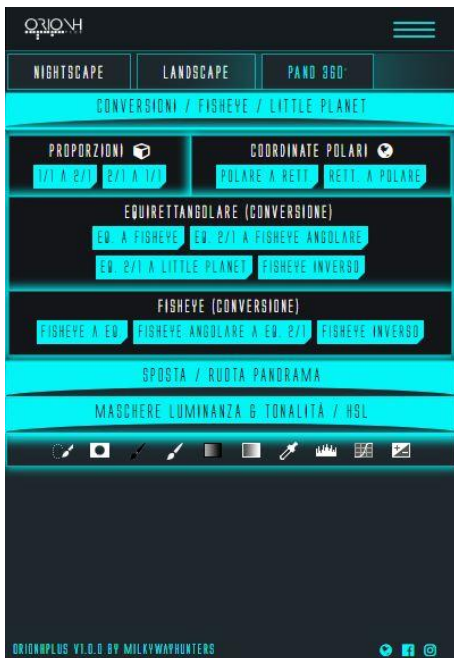 ORIONH
NIGHTSCAPE LANDSCAPE PANO 360°
CONVERSIONI / FISHEYE / LITTLE PLANET
PROPORZIONI COORDINATE POLARI
1/1 A 2/1 2/1 A 1/1 POLARE A RETT. RETT. A POLARE
EQUIRETTANGOLARE (CONVERSIONE)
EQ. A FISHEYE EQ. 2/1 A FISHEYE ANGOLARE
EQ. 2/1 A LITTLE PLANET FISHEYE INVERSO
FISHEYE (CONVERSIONE)
FISHEYE A EQ. FISHEYE ANGOLARE A EQ. 2/1 FISHEYE INVERSO
SPOSTA / RUOTA PANORAMA
MASCHERE LUMINANZA & TONALITÀ / HSL
ORIONHPLUS V1.0.0 BY MILKYWAYHUNTERS